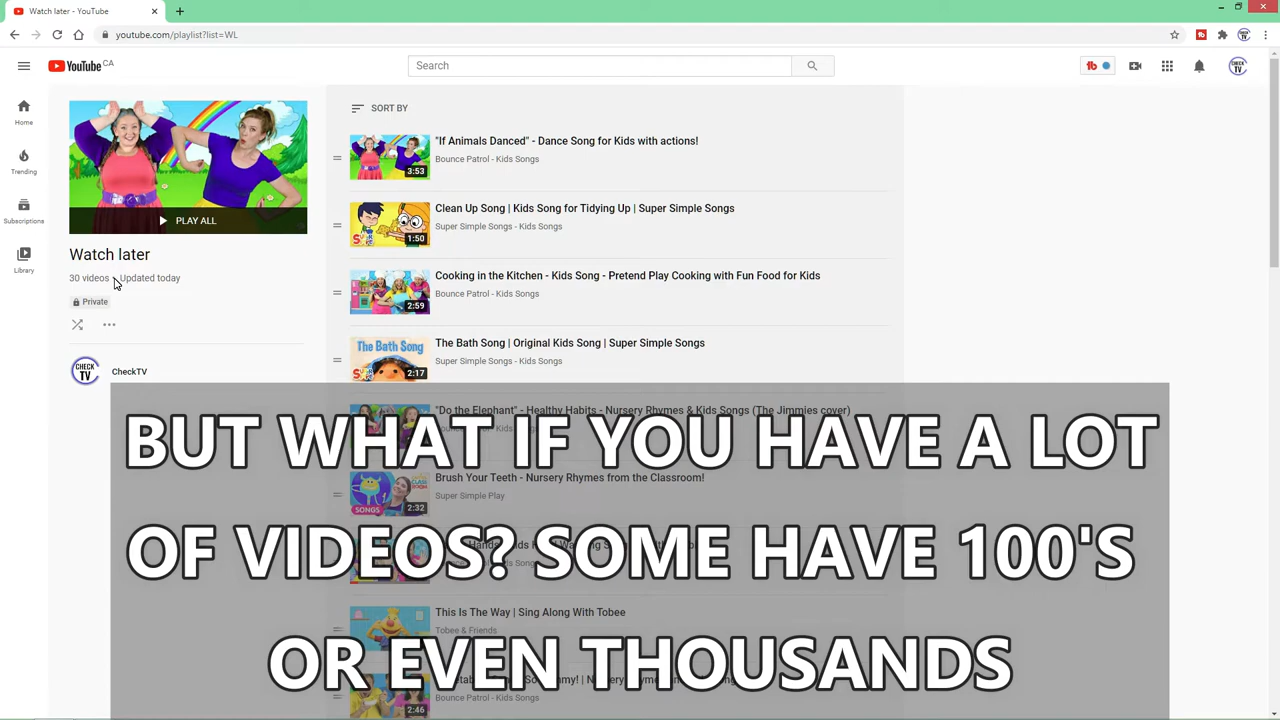 Watch later - YouTube
youtube.com/playlist?list=WL
YouTube CA
Search
Home
Trending
Subscriptions
Library
PLAY ALL
Watch later
30 videos
Updated today
Private
CHECK TV
CheckTV
SORT BY
"If Animals Danced" - Dance Song for Kids with actions!
Bounce Patrol - Kids Songs
3:53
Clean Up Song | Kids Song for Tidying Up | Super Simple Songs
Super Simple Songs - Kids Songs
1:50
Cooking in the Kitchen - Kids Song - Pretend Play Cooking with Fun Food for Kids
Bounce Patrol - Kids Songs
2:59
The Bath Song | Original Kids Song | Super Simple Songs
Super Simple Songs - Kids Songs
The Bath Song
2:17
"Do the Elephant" - Healthy Habits - Nursery Rhymes & Kids Songs (The Jimmies cover)
Brush Your Teeth - Nursery Rhymes from the Classroom!
Super Simple Play
SONGS
2:32
This Is The Way | Sing Along With Tobee
Tobee & Friends
Bounce Patrol - Kids Songs
2:46
BUT WHAT IF YOU HAVE A LOT
OF VIDEOS? SOME HAVE 100'S
OR EVEN THOUSANDS